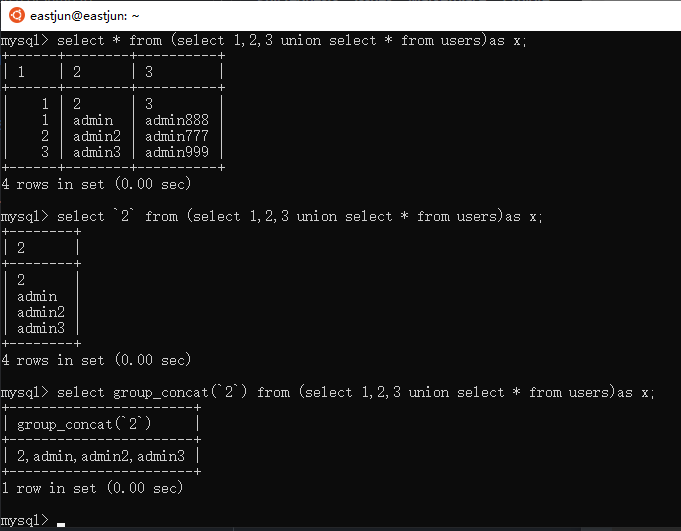 eastjun@eastjun: ~
mysql> select * from (select 1,2,3 union select * from users)as x;
+------+--------+----------+
| 1    | 2      | 3        |
+------+--------+----------+
|    1 | 2      | 3        |
|    1 | admin  | admin888 |
|    2 | admin2 | admin777 |
|    3 | admin3 | admin999 |
+------+--------+----------+
4 rows in set (0.00 sec)
mysql> select `2` from (select 1,2,3 union select * from users)as x;
+--------+
| 2      |
+--------+
| 2      |
| admin  |
| admin2 |
| admin3 |
+--------+
4 rows in set (0.00 sec)
mysql> select group_concat(`2`) from (select 1,2,3 union select * from users)as x;
+-----------------------+
| group_concat(`2`)     |
+-----------------------+
| 2,admin,admin2,admin3 |
+-----------------------+
1 row in set (0.00 sec)
mysql>